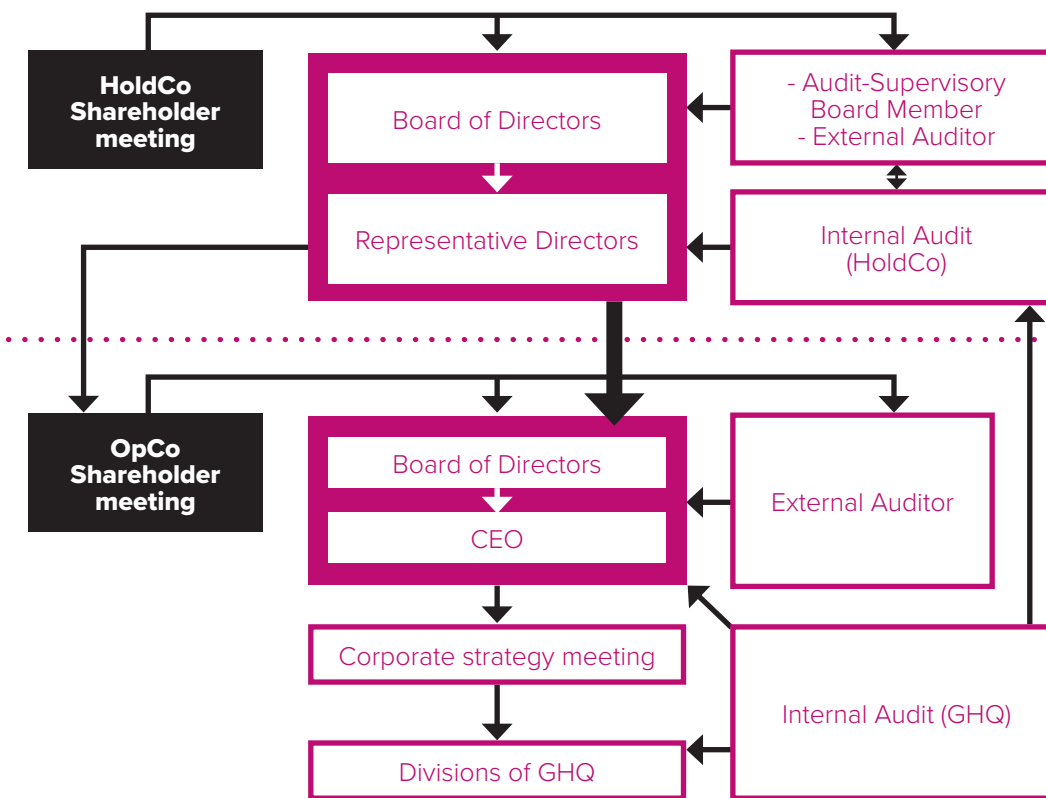 HoldCo
Shareholder
meeting
Board of Directors
Representative Directors
- Audit-Supervisory
Board Member
- External Auditor
Internal Audit
(HoldCo)
OpCo
Shareholder
meeting
Board of Directors
CEO
External Auditor
Corporate strategy meeting
Internal Audit (GHQ)
Divisions of GHQ